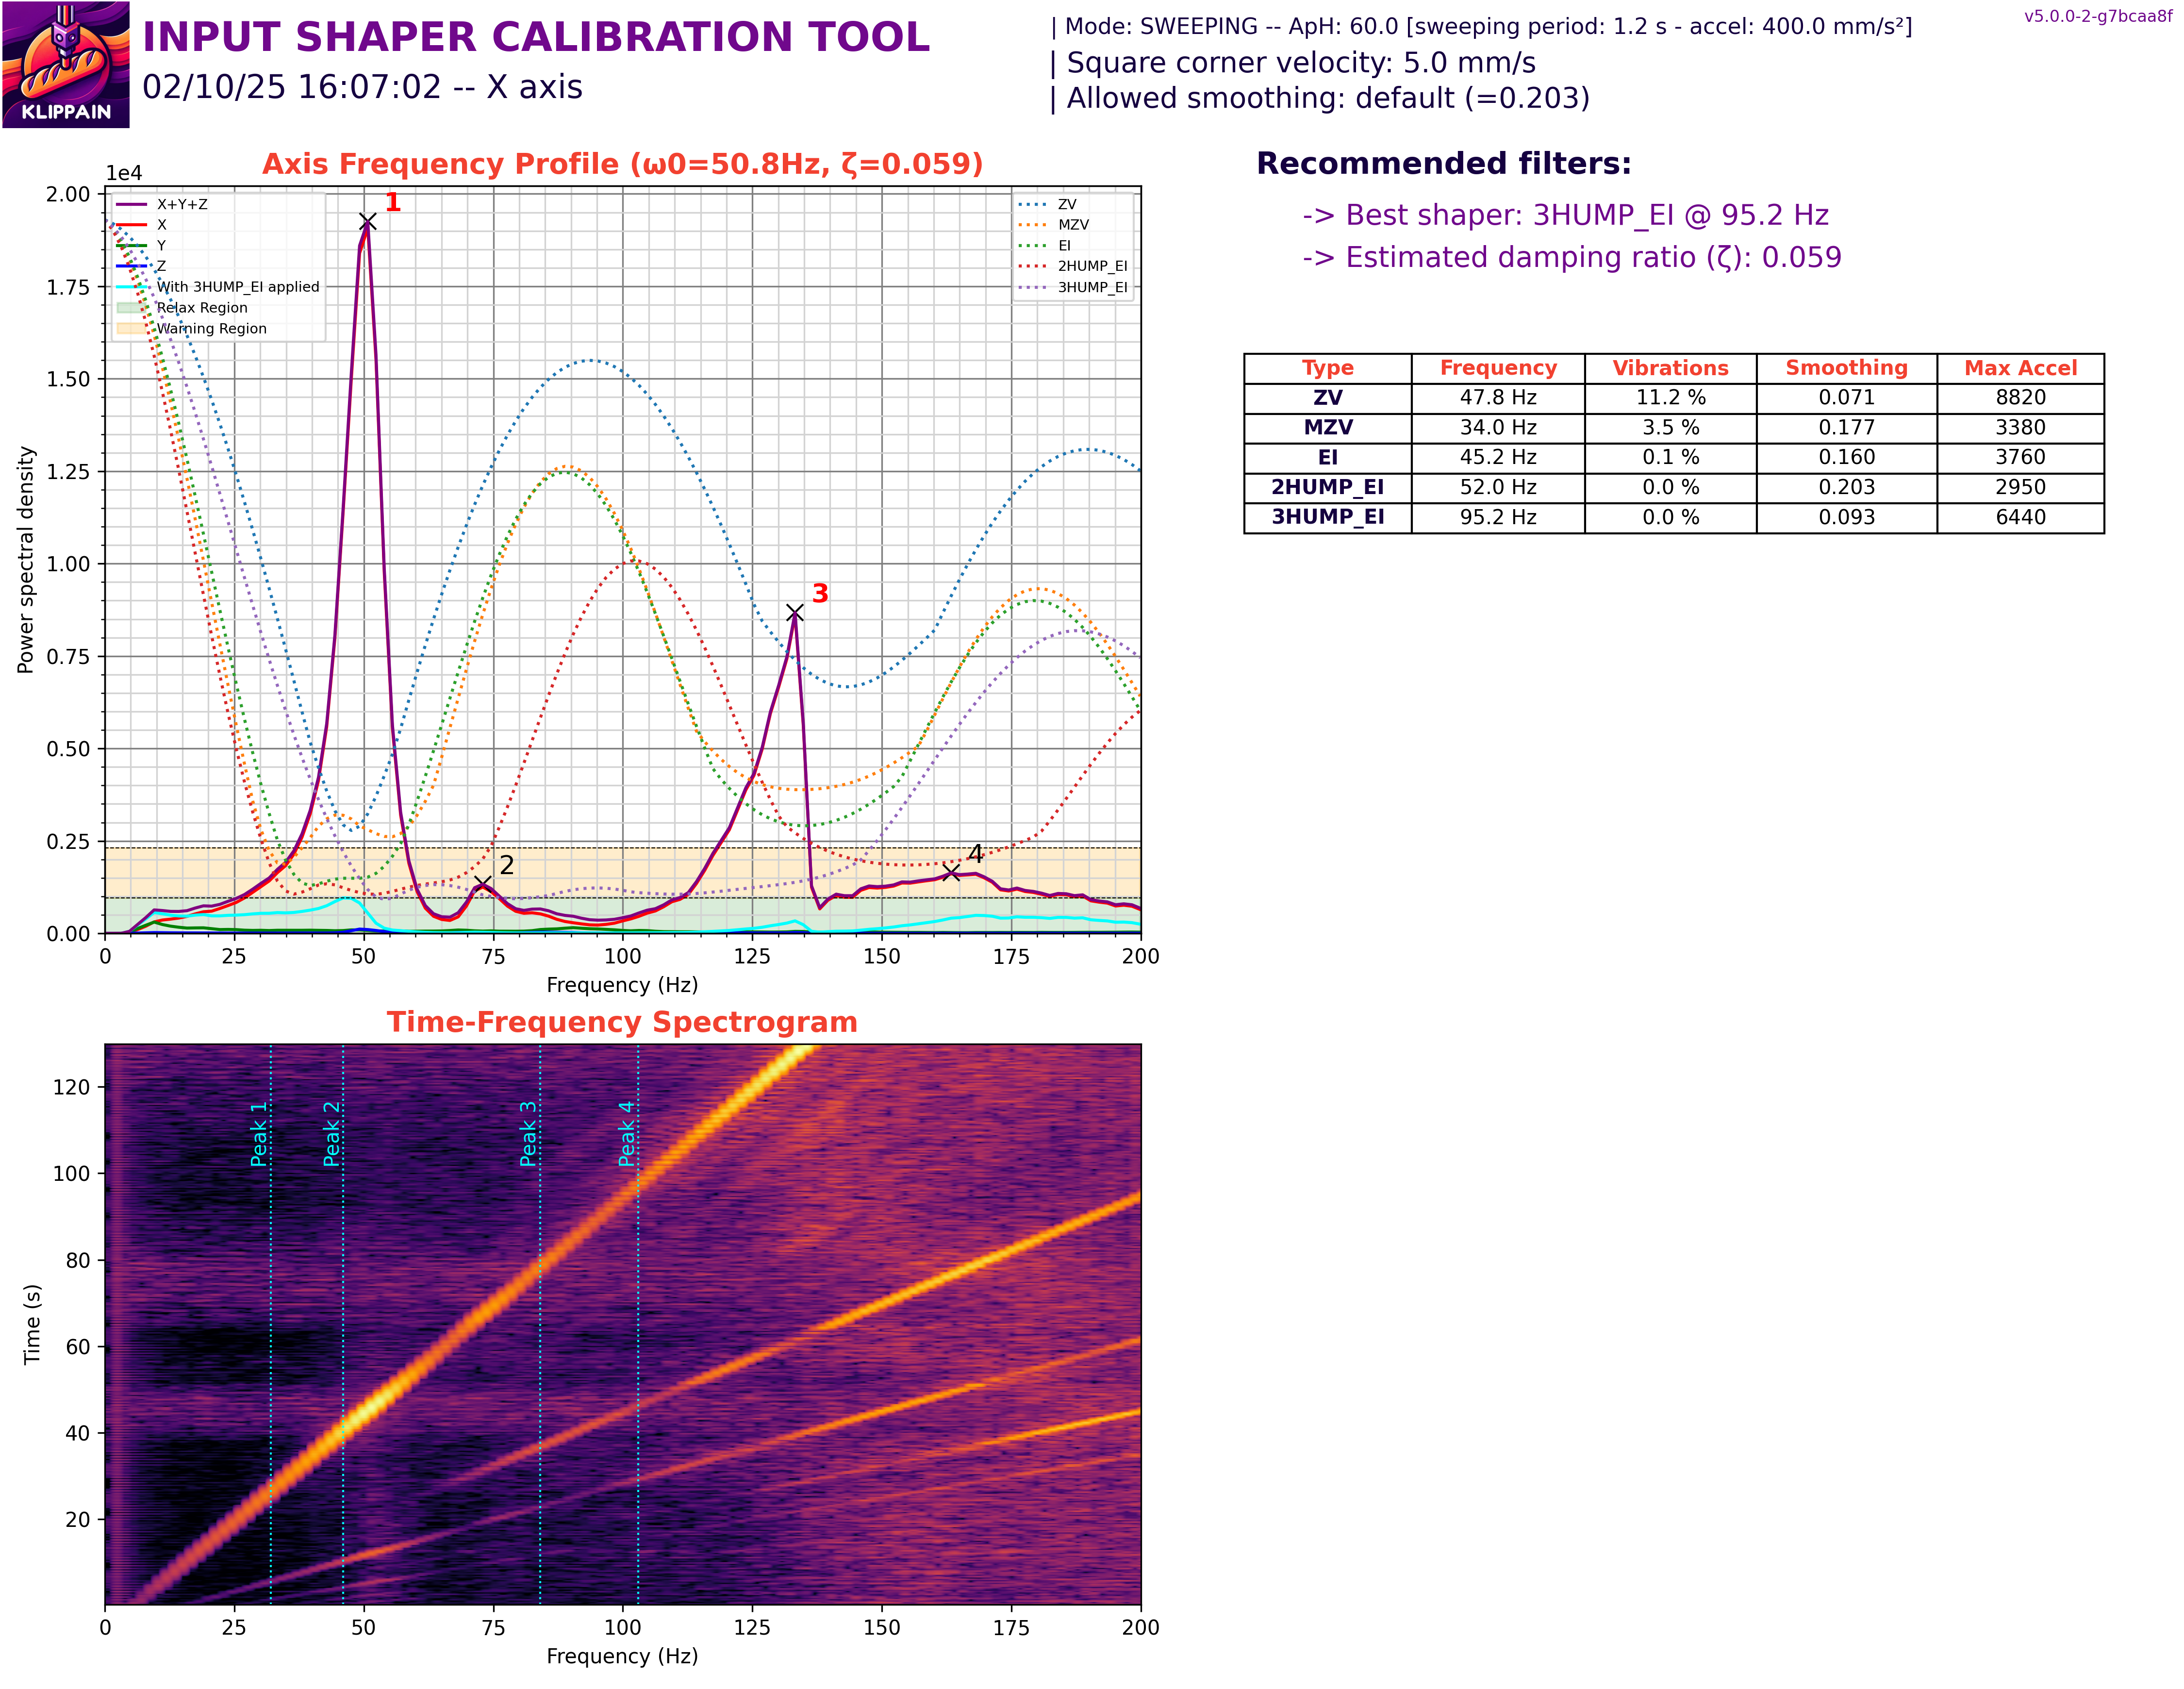 KLIPPAIN
INPUT SHAPER CALIBRATION TOOL
02/10/25 16:07:02 -- X axis
| Mode: SWEEPING -- ApH: 60.0 [sweeping period: 1.2 s - accel: 400.0 mm/s²]
| Square corner velocity: 5.0 mm/s
| Allowed smoothing: default (=0.203)
v5.0.0-2-g7bcaa8f
Axis Frequency Profile (ω0=50.8Hz, ζ=0.059)
1e4
2.00
1.75
1.50
1.25
1.00
0.75
0.50
0.25
0.00
Power spectral density
X+Y+Z
X
Y
Z
With 3HUMP_EI applied
Relax Region
Warning Region
ZV
MZV
EI
2HUMP_EI
3HUMP_EI
1
2
3
4
0 25 50 75 100 125 150 175 200
Frequency (Hz)
Recommended filters:
-> Best shaper: 3HUMP_EI @ 95.2 Hz
-> Estimated damping ratio (ζ): 0.059
Type Frequency Vibrations Smoothing Max Accel
ZV 47.8 Hz 11.2 % 0.071 8820
MZV 34.0 Hz 3.5 % 0.177 3380
EI 45.2 Hz 0.1 % 0.160 3760
2HUMP_EI 52.0 Hz 0.0 % 0.203 2950
3HUMP_EI 95.2 Hz 0.0 % 0.093 6440
Time-Frequency Spectrogram
120
100
80
60
40
20
Time (s)
Peak 1
Peak 2
Peak 3
Peak 4
0 25 50 75 100 125 150 175 200
Frequency (Hz)